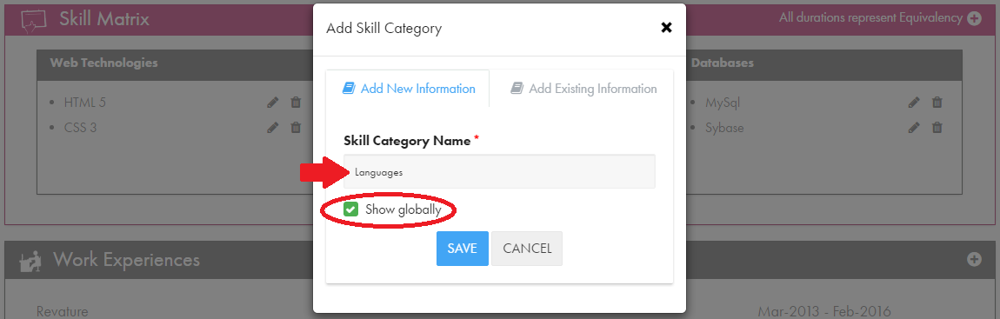 Skill Matrix
All durations represent Equivalency
Add Skill Category
Web Technologies
HTML 5
CSS 3
Databases
MySql
Sybase
Add New Information
Add Existing Information
Skill Category Name *
Languages
Show globally
SAVE
CANCEL
Work Experiences
Revature
Mar-2013 - Feb-2016